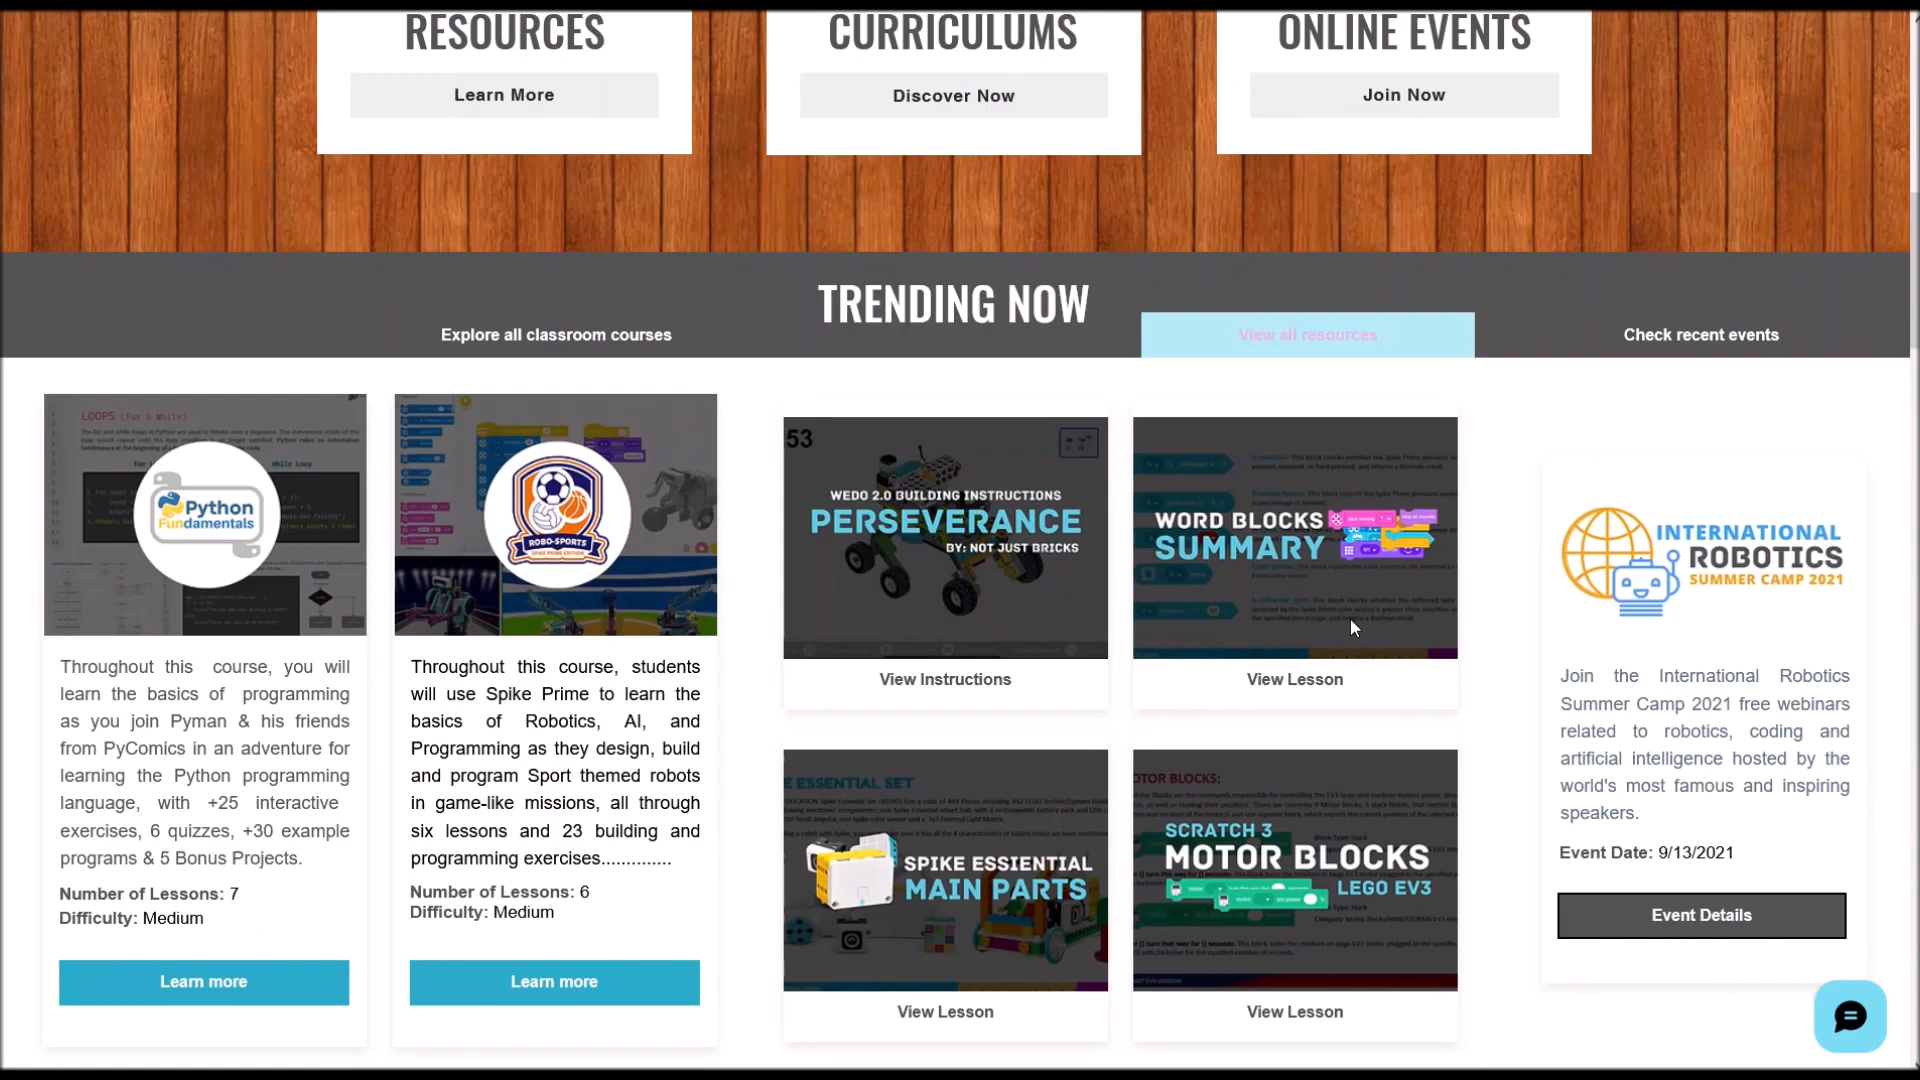 RESOURCES
Learn More
CURRICULUMS
Discover Now
ONLINE EVENTS
Join Now
TRENDING NOW
Explore all classroom courses
View all resources
Check recent events
LOOPS (For & While)
While Loop
Python
Fundamentals
Throughout this course, you will
learn the basics of programming
as you join Pyman & his friends
from PyComics in an adventure for
learning the Python programming
language, with +25 interactive
exercises, 6 quizzes, +30 example
programs & 5 Bonus Projects.
Number of Lessons: 7
Difficulty: Medium
Learn more
ROBO-SPORTS
SPIKE PRIME EDITION
Throughout this course, students
will use Spike Prime to learn the
basics of Robotics, AI, and
Programming as they design, build
and program Sport themed robots
in game-like missions, all through
six lessons and 23 building and
programming exercises..............
Number of Lessons: 6
Difficulty: Medium
Learn more
53
WEDO 2.0 BUILDING INSTRUCTIONS
PERSEVERANCE
BY: NOT JUST BRICKS
View Instructions
WORD BLOCKS
SUMMARY
View Lesson
E ESSENTIAL SET
SPIKE ESSIENTIAL
MAIN PARTS
View Lesson
OTOR BLOCKS:
SCRATCH 3
MOTOR BLOCKS
LEGO EV3
View Lesson
INTERNATIONAL
ROBOTICS
SUMMER CAMP 2021
Join the International Robotics
Summer Camp 2021 free webinars
related to robotics, coding and
artificial intelligence hosted by the
world's most famous and inspiring
speakers.
Event Date: 9/13/2021
Event Details